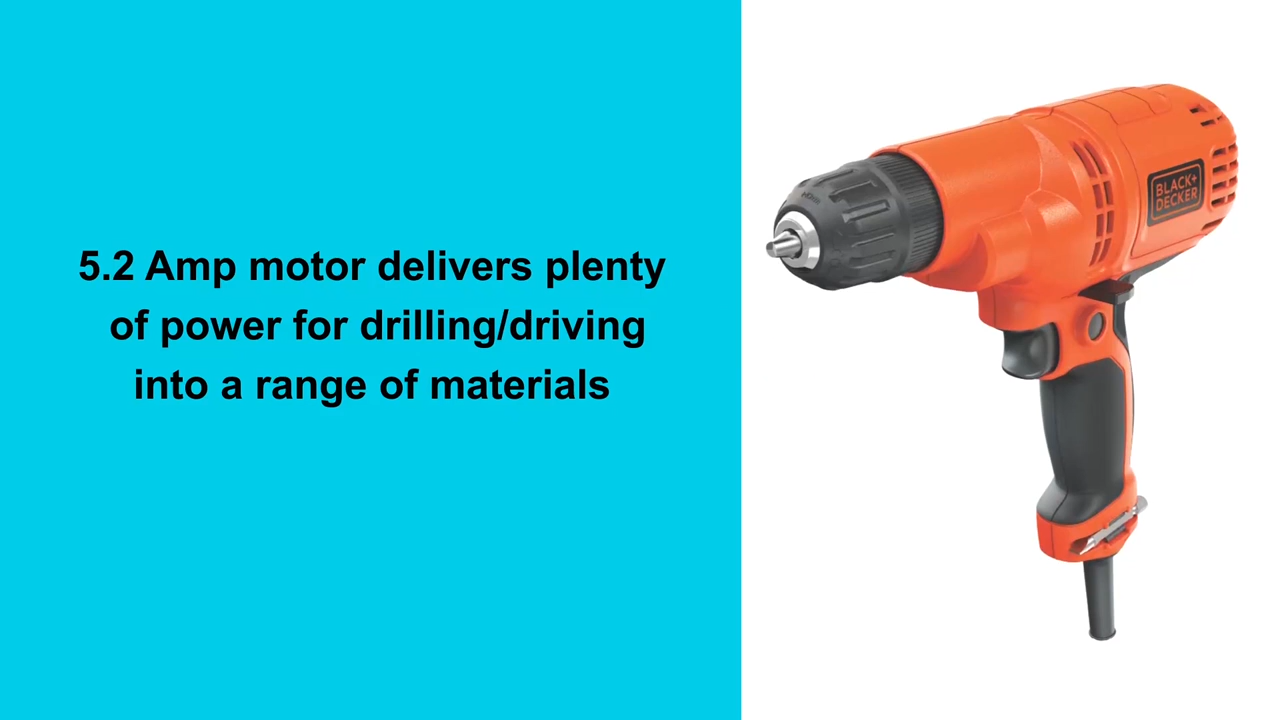 5.2 Amp motor delivers plenty
of power for drilling/driving
into a range of materials
BLACK+
DECKER